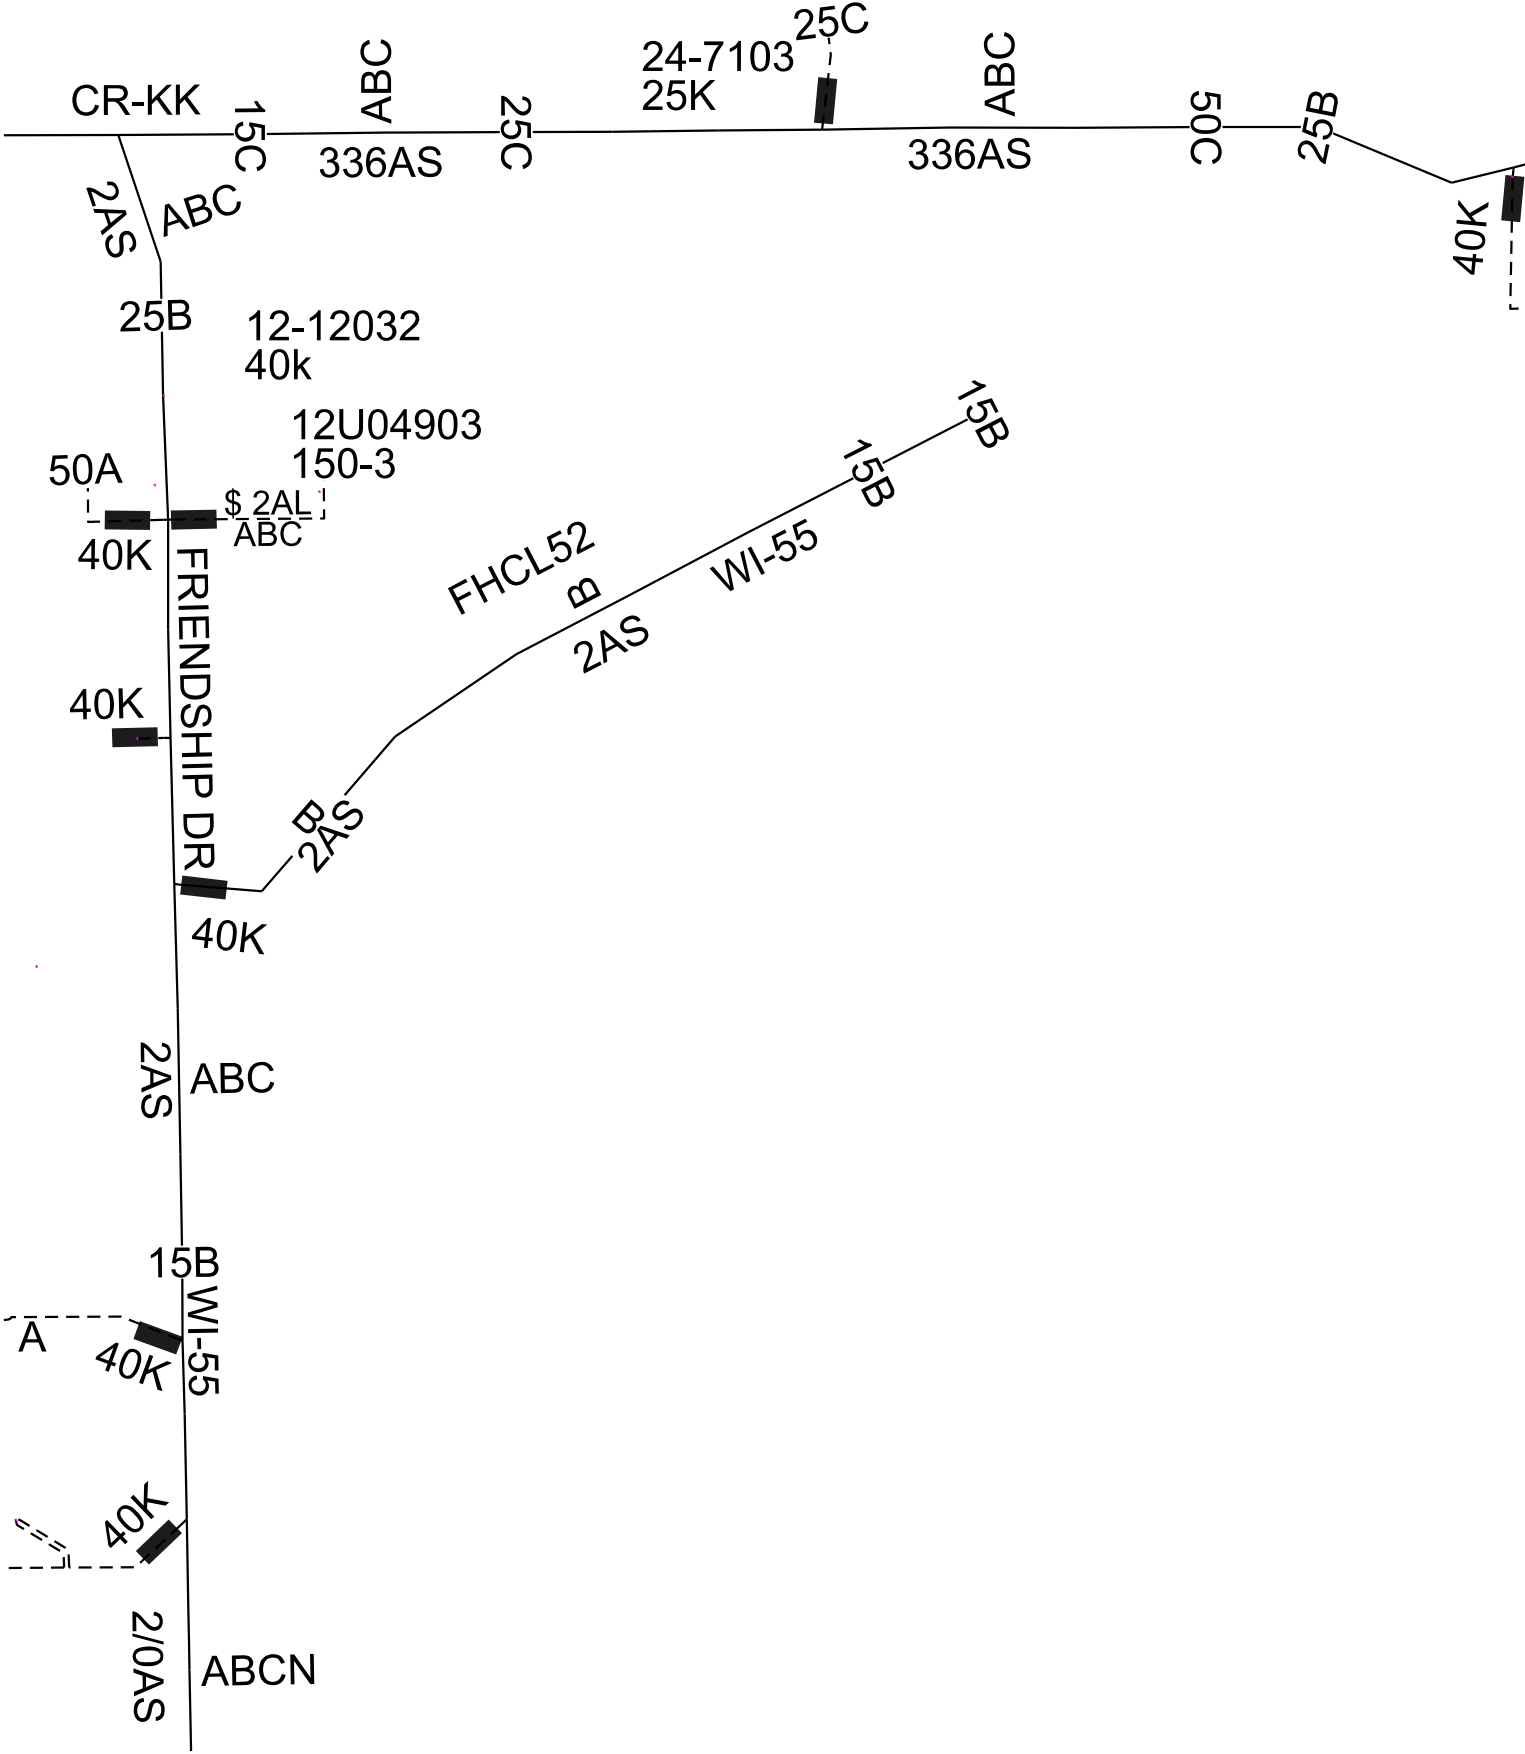 25C
24-7103
25K
ABC
ABC
CR-KK
15C
25C
50C
25B
336AS
336AS
2AS
ABC
40K
25B
12-12032
40k
12U04903
150-3
50A
$ 2AL
ABC
40K
15B
15B
FHCL52
B
WI-55
2AS
FRIENDSHIP DR
40K
B
2AS
40K
2AS
ABC
15B
WI-55
A
40K
40K
2/0AS
ABCN